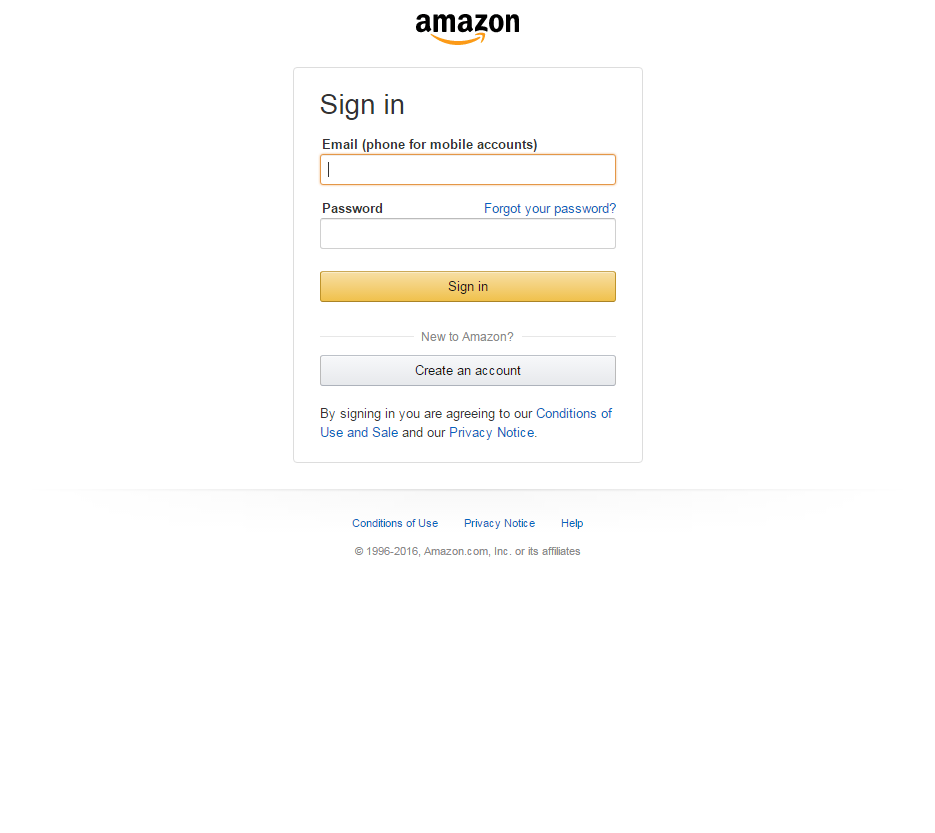 amazon
Sign in
Email (phone for mobile accounts)
Password Forgot your password?
Sign in
New to Amazon?
Create an account
By signing in you are agreeing to our Conditions of
Use and Sale and our Privacy Notice.
Conditions of Use Privacy Notice Help
© 1996-2016, Amazon.com, Inc. or its affiliates